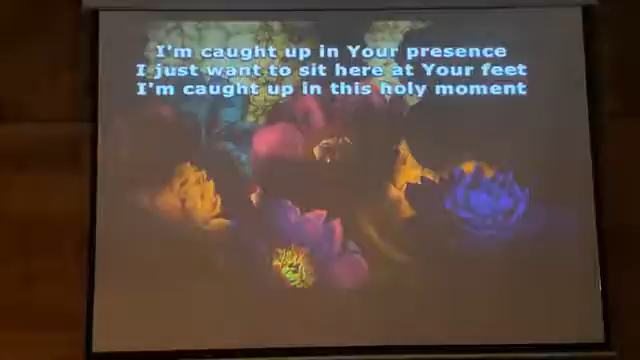 I'm caught up in Your presence
I just want to sit here at Your feet
I'm caught up in this holy moment